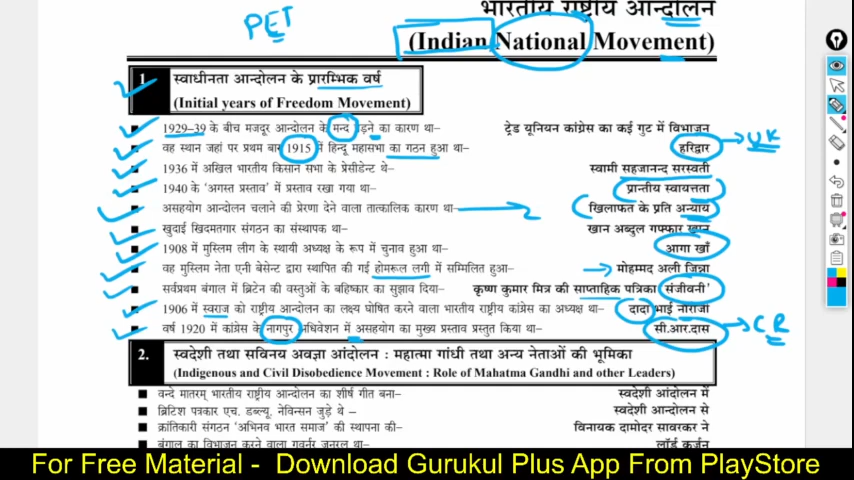 भारतीय राष्ट्रीय आन्दोलन
PET
(Indian National Movement)
1. स्वाधीनता आन्दोलन के प्रारम्भिक वर्ष
(Initial years of Freedom Movement)
1929–39 के बीच मजदूर आन्दोलन के मन्द पड़ने का कारण था– ट्रेड यूनियन कांग्रेस का कई गुट में विभाजन
वह स्थान जहां पर प्रथम बार 1915 में हिन्दू महासभा का गठन हुआ था– हरिद्वार UK
1936 में अखिल भारतीय किसान सभा के प्रेसीडेन्ट थे– स्वामी सहजानन्द सरस्वती
1940 के 'अगस्त प्रस्ताव' में प्रस्ताव रखा गया था– प्रान्तीय स्वायत्तता
असहयोग आन्दोलन चलाने की प्रेरणा देने वाला तात्कालिक कारण था– खिलाफत के प्रति अन्याय
खुदाई खिदमतगार संगठन का संस्थापक था– खान अब्दुल गफ्फार खान
1908 में मुस्लिम लीग के स्थायी अध्यक्ष के रूप में चुनाव हुआ था– आगा खाँ
वह मुस्लिम नेता एनी बेसेन्ट द्वारा स्थापित की गई होमरूल लगी में सम्मिलित हुआ– मोहम्मद अली जिन्ना
सर्वप्रथम बंगाल में ब्रिटेन की वस्तुओं के बहिष्कार का सुझाव दिया– कृष्ण कुमार मित्र की साप्ताहिक पत्रिका 'संजीवनी'
1906 में स्वराज को राष्ट्रीय आन्दोलन का लक्ष्य घोषित करने वाला भारतीय राष्ट्रीय कांग्रेस का अध्यक्ष था– दादा भाई नौरोजी
वर्ष 1920 में कांग्रेस के नागपुर अधिवेशन में असहयोग का मुख्य प्रस्ताव प्रस्तुत किया था– सी.आर.दास CR
2. स्वदेशी तथा सविनय अवज्ञा आंदोलन : महात्मा गांधी तथा अन्य नेताओं की भूमिका
(Indigenous and Civil Disobedience Movement : Role of Mahatma Gandhi and other Leaders)
वन्दे मातरम् भारतीय राष्ट्रीय आन्दोलन का शीर्ष गीत बना– स्वदेशी आंदोलन में
ब्रिटिश पत्रकार एच. डब्ल्यू. नेविन्सन जुड़े थे – स्वदेशी आन्दोलन से
क्रांतिकारी संगठन 'अभिनव भारत समाज' की स्थापना की- विनायक दामोदर सावरकर ने
बंगाल का विभाजन करने वाला गवर्नर जनरल था– लॉर्ड कर्जन
For Free Material - Download Gurukul Plus App From PlayStore